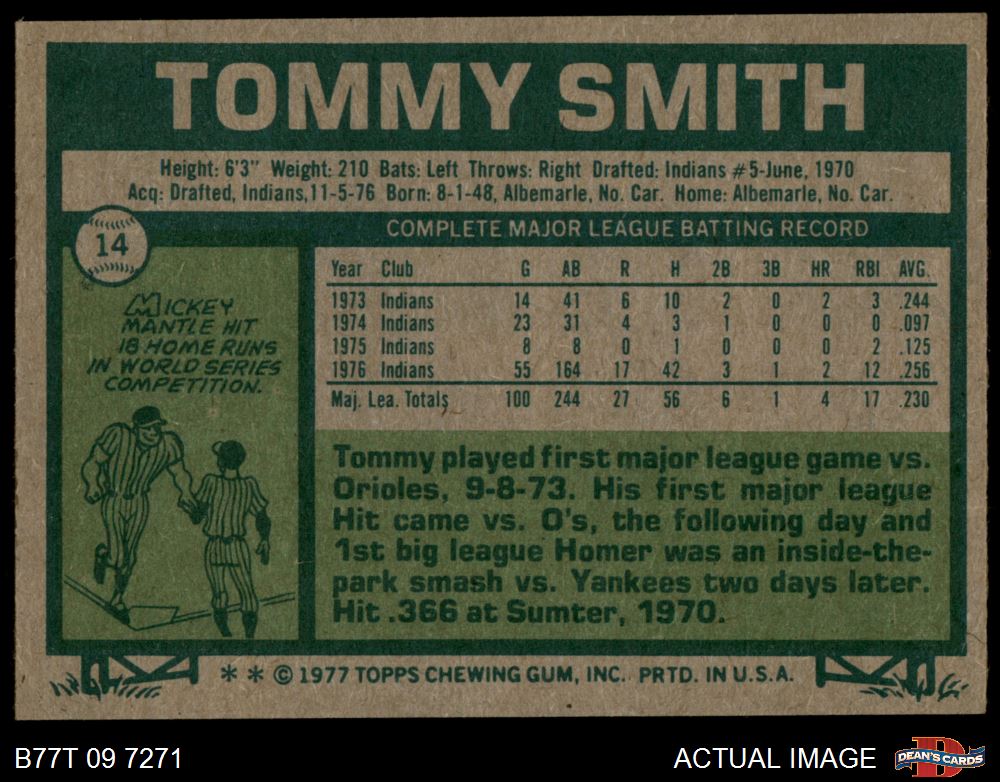 TOMMY SMITH
Height: 6'3" Weight: 210 Bats: Left Throws: Right Drafted: Indians #5-June, 1970
Acq: Drafted, Indians,11-5-76 Born: 8-1-48, Albemarle, No. Car. Home: Albemarle, No. Car.
14
COMPLETE MAJOR LEAGUE BATTING RECORD
Year Club G AB R H 2B 3B HR RBI AVG.
1973 Indians 14 41 6 10 2 0 2 3 .244
1974 Indians 23 31 4 3 1 0 0 0 .097
1975 Indians 8 8 0 1 0 0 0 2 .125
1976 Indians 55 164 17 42 3 1 2 12 .256
Maj. Lea. Totals 100 244 27 56 6 1 4 17 .230
MICKEY
MANTLE HIT
18 HOME RUNS
IN WORLD SERIES
COMPETITION.
Tommy played first major league game vs.
Orioles, 9-8-73. His first major league
Hit came vs. O's, the following day and
1st big league Homer was an inside-the-
park smash vs. Yankees two days later.
Hit .366 at Sumter, 1970.
* * © 1977 TOPPS CHEWING GUM, INC. PRTD. IN U.S.A.
B77T 09 7271
ACTUAL IMAGE
D
DEAN'S CARDS